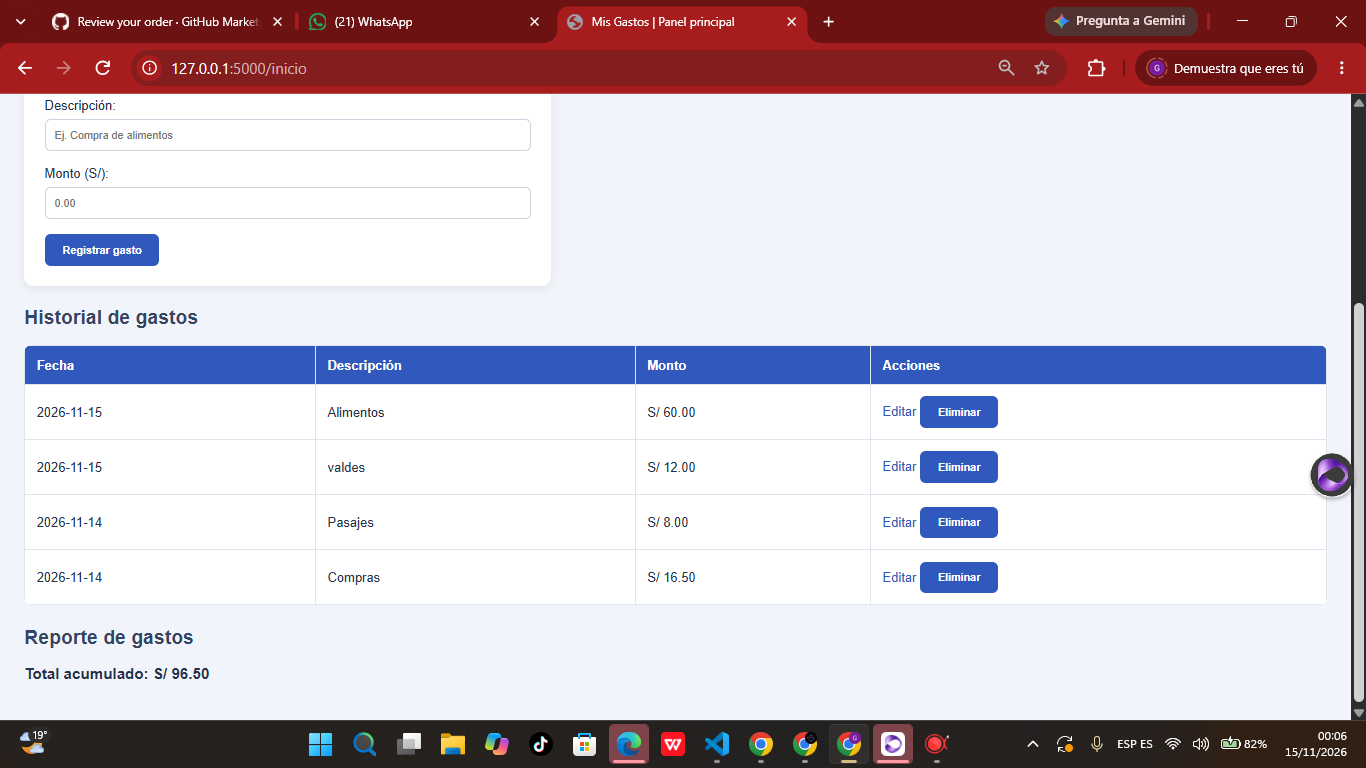 Review your order · GitHub Market
(21) WhatsApp
Mis Gastos | Panel principal
Pregunta a Gemini
127.0.0.1:5000/inicio
G Demuestra que eres tú
Descripción:
Ej. Compra de alimentos
Monto (S/):
0.00
Registrar gasto
Historial de gastos
Fecha Descripción Monto Acciones
2026-11-15 Alimentos S/ 60.00 Editar Eliminar
2026-11-15 valdes S/ 12.00 Editar Eliminar
2026-11-14 Pasajes S/ 8.00 Editar Eliminar
2026-11-14 Compras S/ 16.50 Editar Eliminar
Reporte de gastos
Total acumulado: S/ 96.50
19°
W
G
ESP ES
82%
00:06
15/11/2026